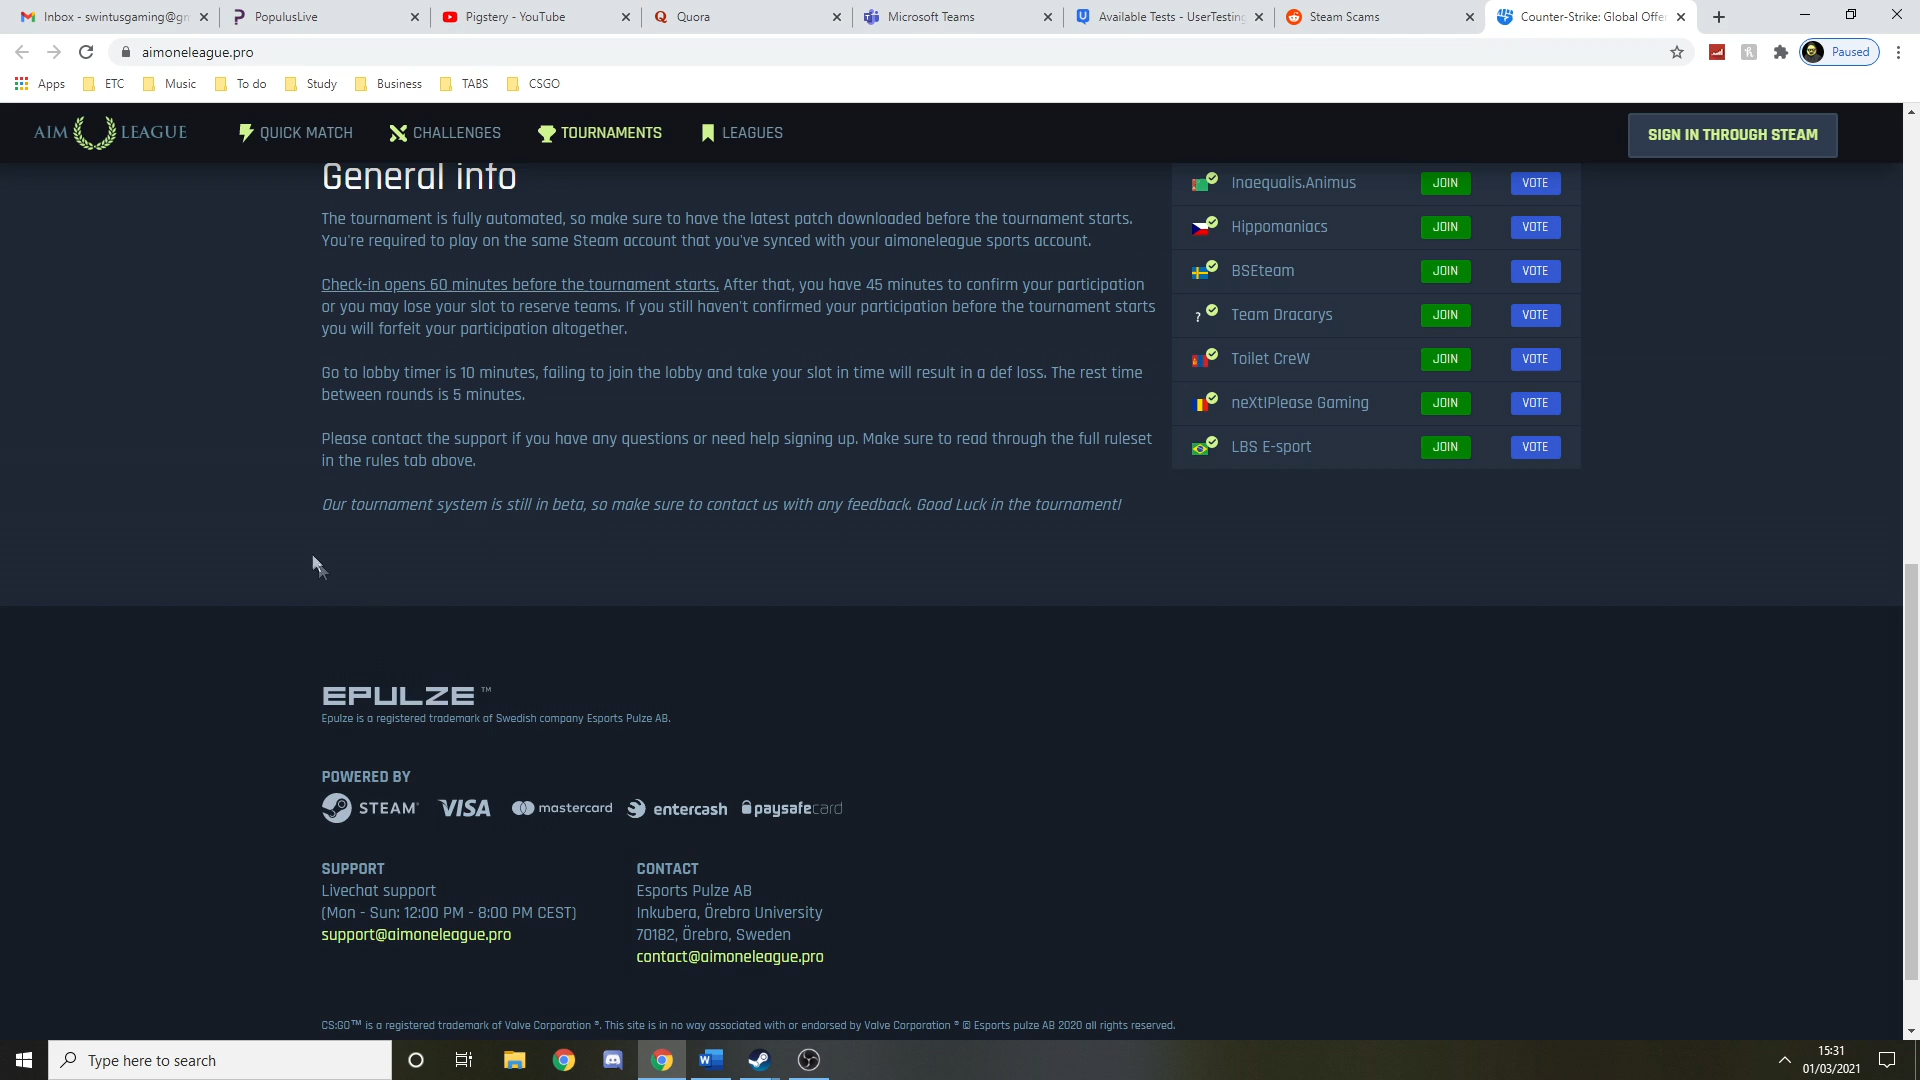 Inbox - swintusgaming@gm
PopulusLive
Pigstery - YouTube
Quora
Microsoft Teams
Available Tests - UserTesting
Steam Scams
Counter-Strike: Global Offe
aimoneleague.pro
Paused
Apps
ETC
Music
To do
Study
Business
TABS
CSGO
AIM LEAGUE
QUICK MATCH
CHALLENGES
TOURNAMENTS
LEAGUES
SIGN IN THROUGH STEAM
General info
The tournament is fully automated, so make sure to have the latest patch downloaded before the tournament starts.
You're required to play on the same Steam account that you've synced with your aimoneleague sports account.
Check-in opens 60 minutes before the tournament starts. After that, you have 45 minutes to confirm your participation
or you may lose your slot to reserve teams. If you still haven't confirmed your participation before the tournament starts
you will forfeit your participation altogether.
Go to lobby timer is 10 minutes, failing to join the lobby and take your slot in time will result in a def loss. The rest time
between rounds is 5 minutes.
Please contact the support if you have any questions or need help signing up. Make sure to read through the full ruleset
in the rules tab above.
Our tournament system is still in beta, so make sure to contact us with any feedback. Good Luck in the tournament!
Inaequalis.Animus JOIN VOTE
Hippomaniacs JOIN VOTE
BSEteam JOIN VOTE
? Team Dracarys JOIN VOTE
Toilet CreW JOIN VOTE
neXtIPlease Gaming JOIN VOTE
LBS E-sport JOIN VOTE
EPULZE ™
Epulze is a registered trademark of Swedish company Esports Pulze AB.
POWERED BY
STEAM VISA mastercard entercash paysafecard
SUPPORT
Livechat support
(Mon - Sun: 12:00 PM - 8:00 PM CEST)
support@aimoneleague.pro
CONTACT
Esports Pulze AB
Inkubera, Örebro University
70182, Örebro, Sweden
contact@aimoneleague.pro
CS:GO™ is a registered trademark of Valve Corporation ®. This site is in no way associated with or endorsed by Valve Corporation ® © Esports pulze AB 2020 all rights reserved.
Type here to search
15:31
01/03/2021